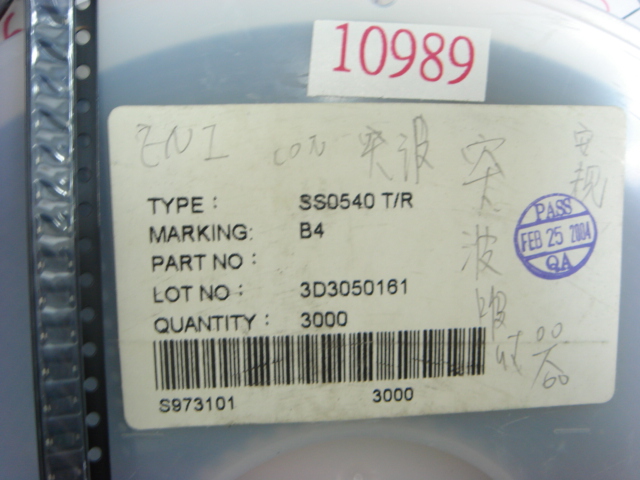 10989
TYPE : SS0540 T/R
MARKING: B4
PART NO :
LOT NO : 3D3050161
QUANTITY : 3000
S973101 3000
PASS
FEB 25 2004
QA